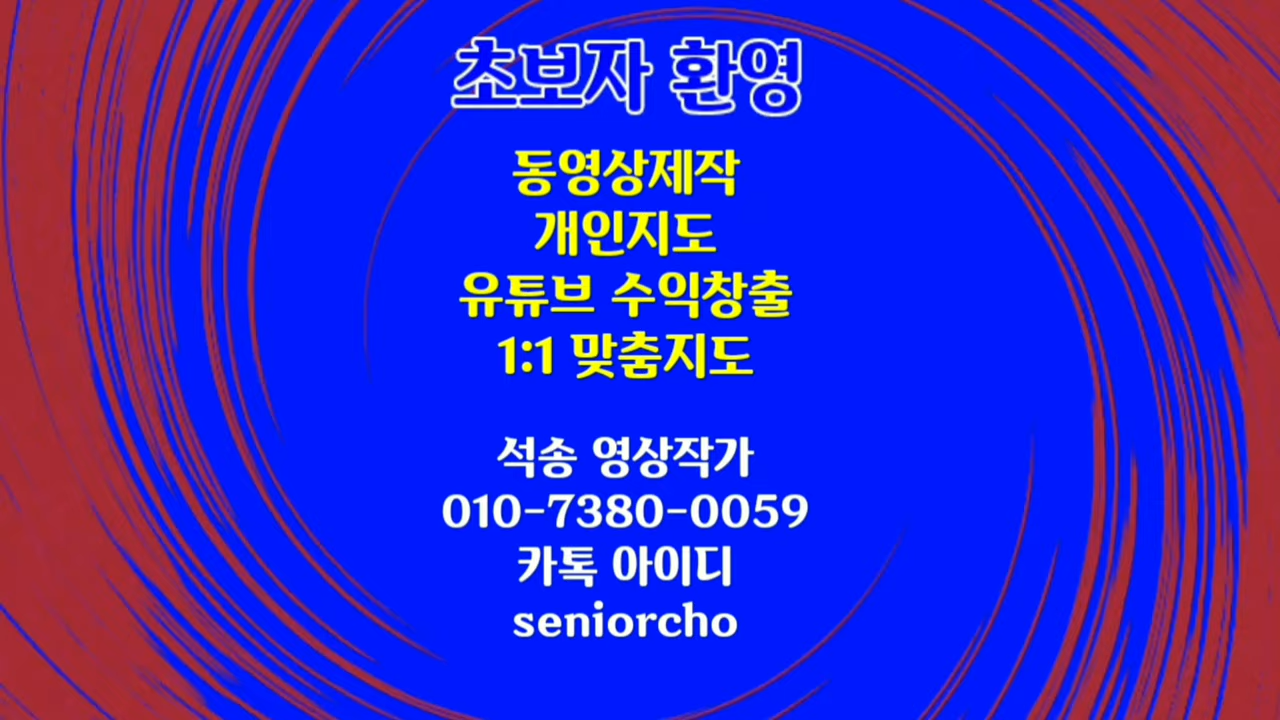 초보자 환영
동영상제작
개인지도
유튜브 수익창출
1:1 맞춤지도
석송 영상작가
010-7380-0059
카톡 아이디
seniorcho